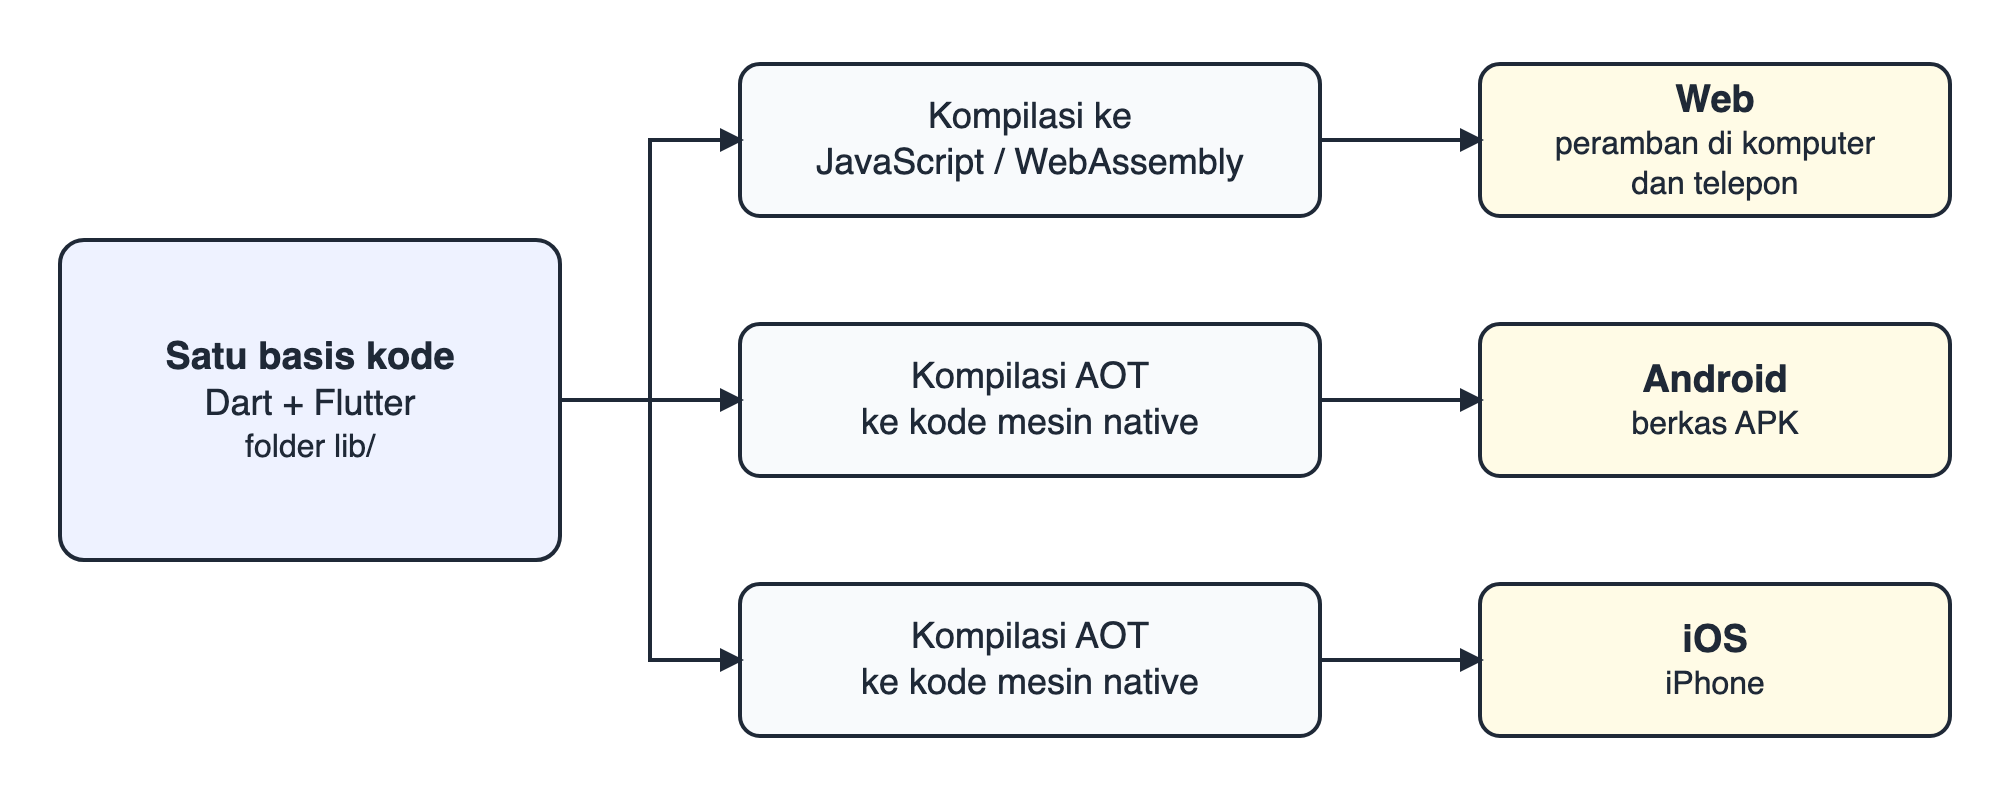 Satu basis kode
Dart + Flutter
folder lib/
Kompilasi ke
JavaScript / WebAssembly
Web
peramban di komputer
dan telepon
Kompilasi AOT
ke kode mesin native
Android
berkas APK
Kompilasi AOT
ke kode mesin native
iOS
iPhone